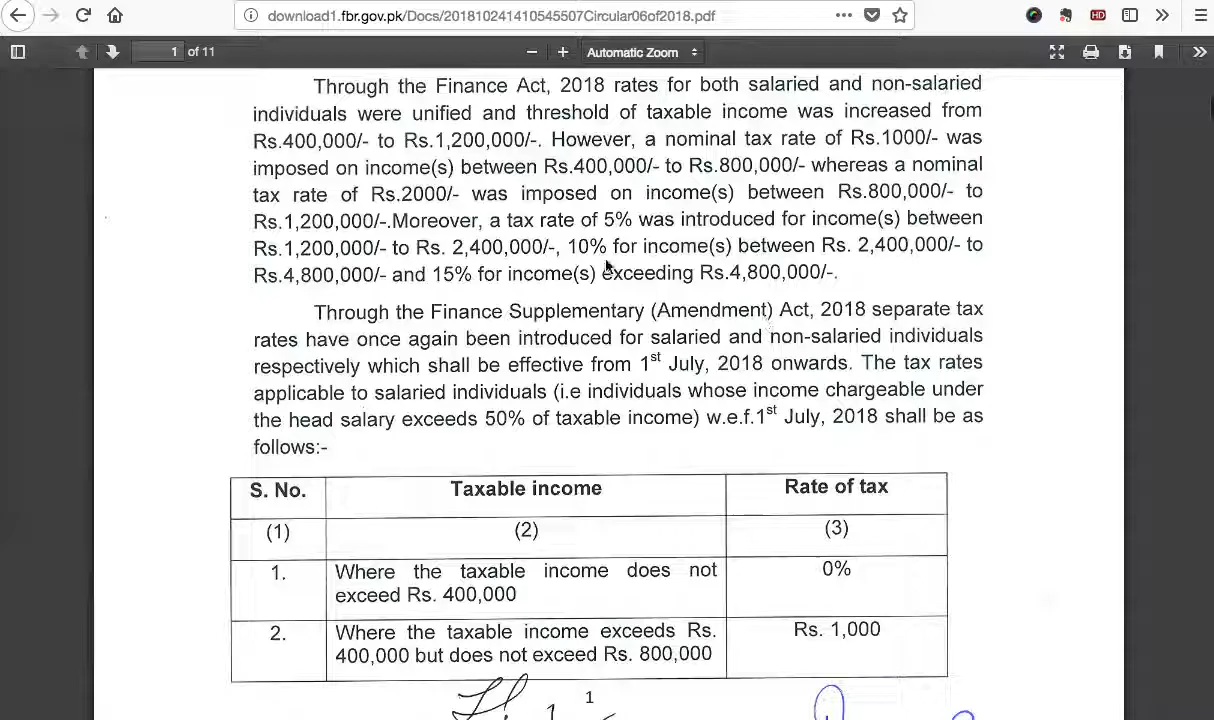 download1.fbr.gov.pk/Docs/201810241410545507Circular06of2018.pdf
HD
1 of 11
Automatic Zoom
Through the Finance Act, 2018 rates for both salaried and non-salaried
individuals were unified and threshold of taxable income was increased from
Rs.400,000/- to Rs.1,200,000/-. However, a nominal tax rate of Rs.1000/- was
imposed on income(s) between Rs.400,000/- to Rs.800,000/- whereas a nominal
tax rate of Rs.2000/- was imposed on income(s) between Rs.800,000/- to
Rs.1,200,000/-.Moreover, a tax rate of 5% was introduced for income(s) between
Rs.1,200,000/- to Rs. 2,400,000/-, 10% for income(s) between Rs. 2,400,000/- to
Rs.4,800,000/- and 15% for income(s) exceeding Rs.4,800,000/-.
Through the Finance Supplementary (Amendment) Act, 2018 separate tax
rates have once again been introduced for salaried and non-salaried individuals
respectively which shall be effective from 1st July, 2018 onwards. The tax rates
applicable to salaried individuals (i.e individuals whose income chargeable under
the head salary exceeds 50% of taxable income) w.e.f.1st July, 2018 shall be as
follows:-
S. No. Taxable income Rate of tax
(1) (2) (3)
1. Where the taxable income does not 0%
exceed Rs. 400,000
2. Where the taxable income exceeds Rs. Rs. 1,000
400,000 but does not exceed Rs. 800,000
1